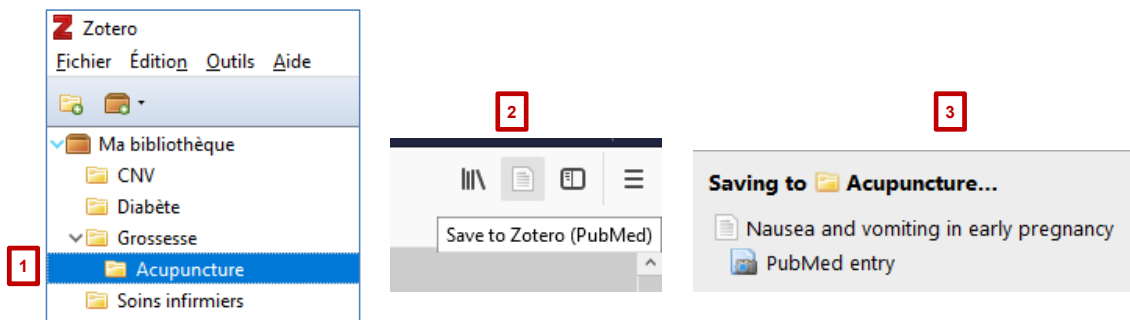 Zotero
Fichier Édition Outils Aide
Ma bibliothèque
CNV
Diabète
Grossesse
1
Acupuncture
Soins infirmiers
2
Save to Zotero (PubMed)
3
Saving to Acupuncture...
Nausea and vomiting in early pregnancy
PubMed entry